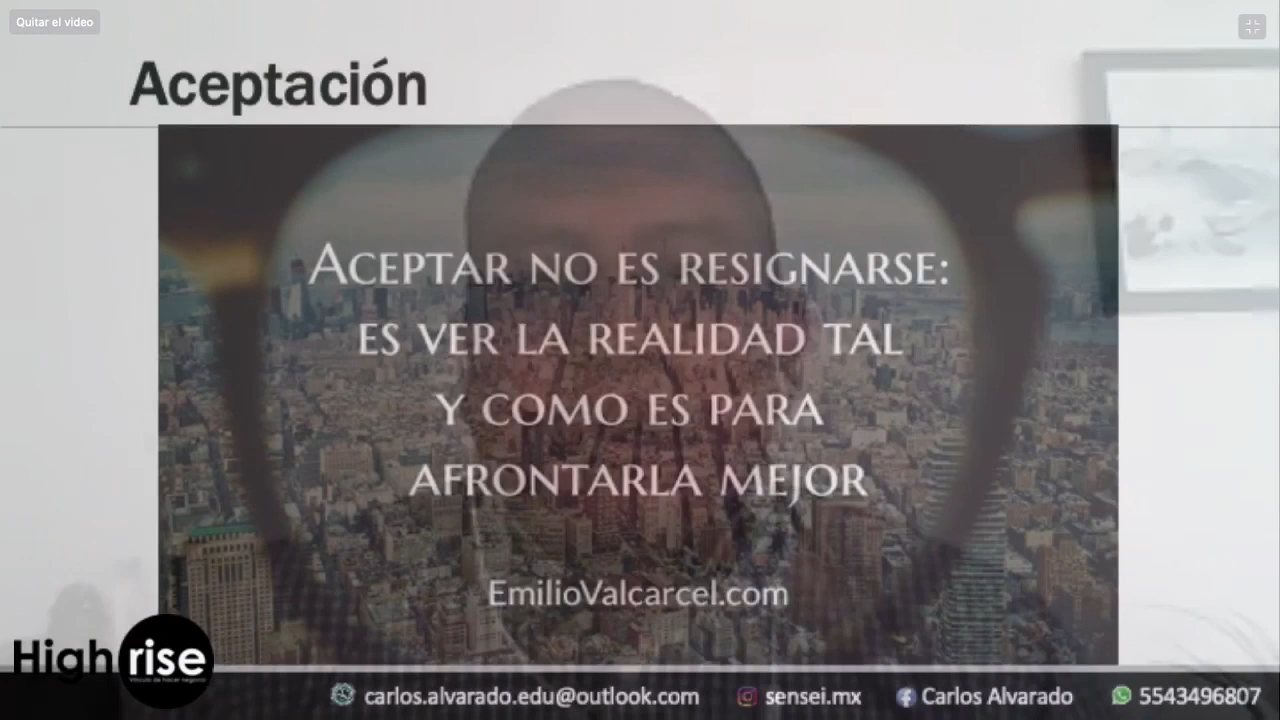 Quitar el video
Aceptación
Aceptar no es resignarse:
es ver la realidad tal
y como es para
afrontarla mejor
EmilioValcarcel.com
High rise
carlos.alvarado.edu@outlook.com
sensei.mx
Carlos Alvarado
5543496807